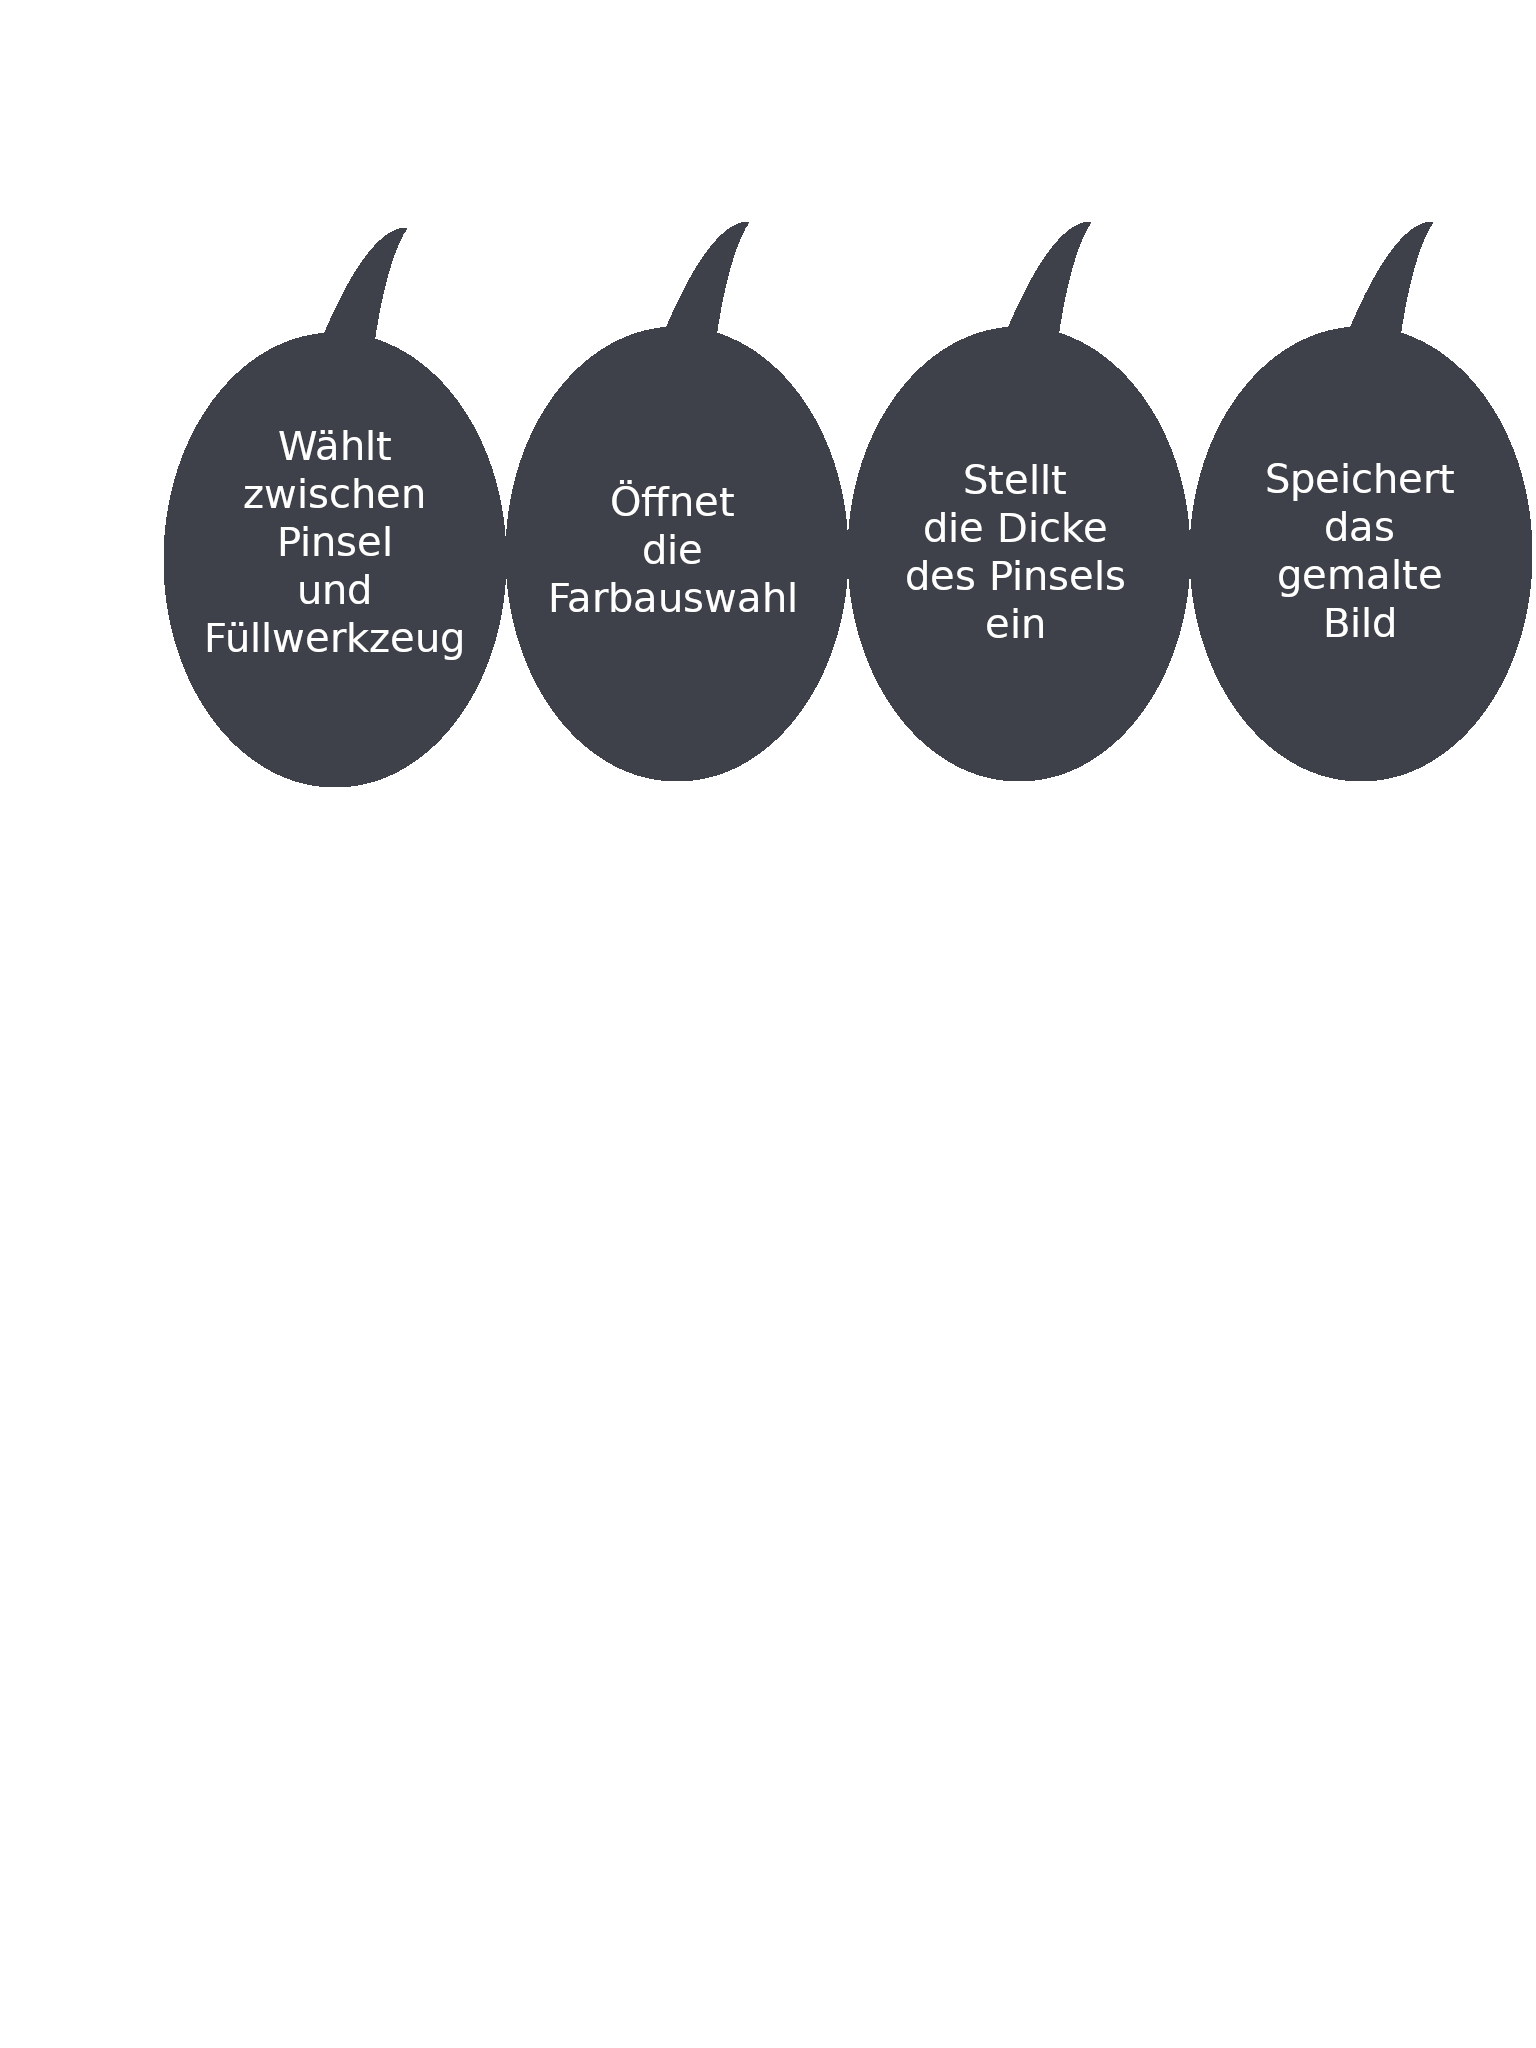 Wählt
zwischen
Pinsel
und
Füllwerkzeug
Öffnet
die
Farbauswahl
Stellt
die Dicke
des Pinsels
ein
Speichert
das
gemalte
Bild